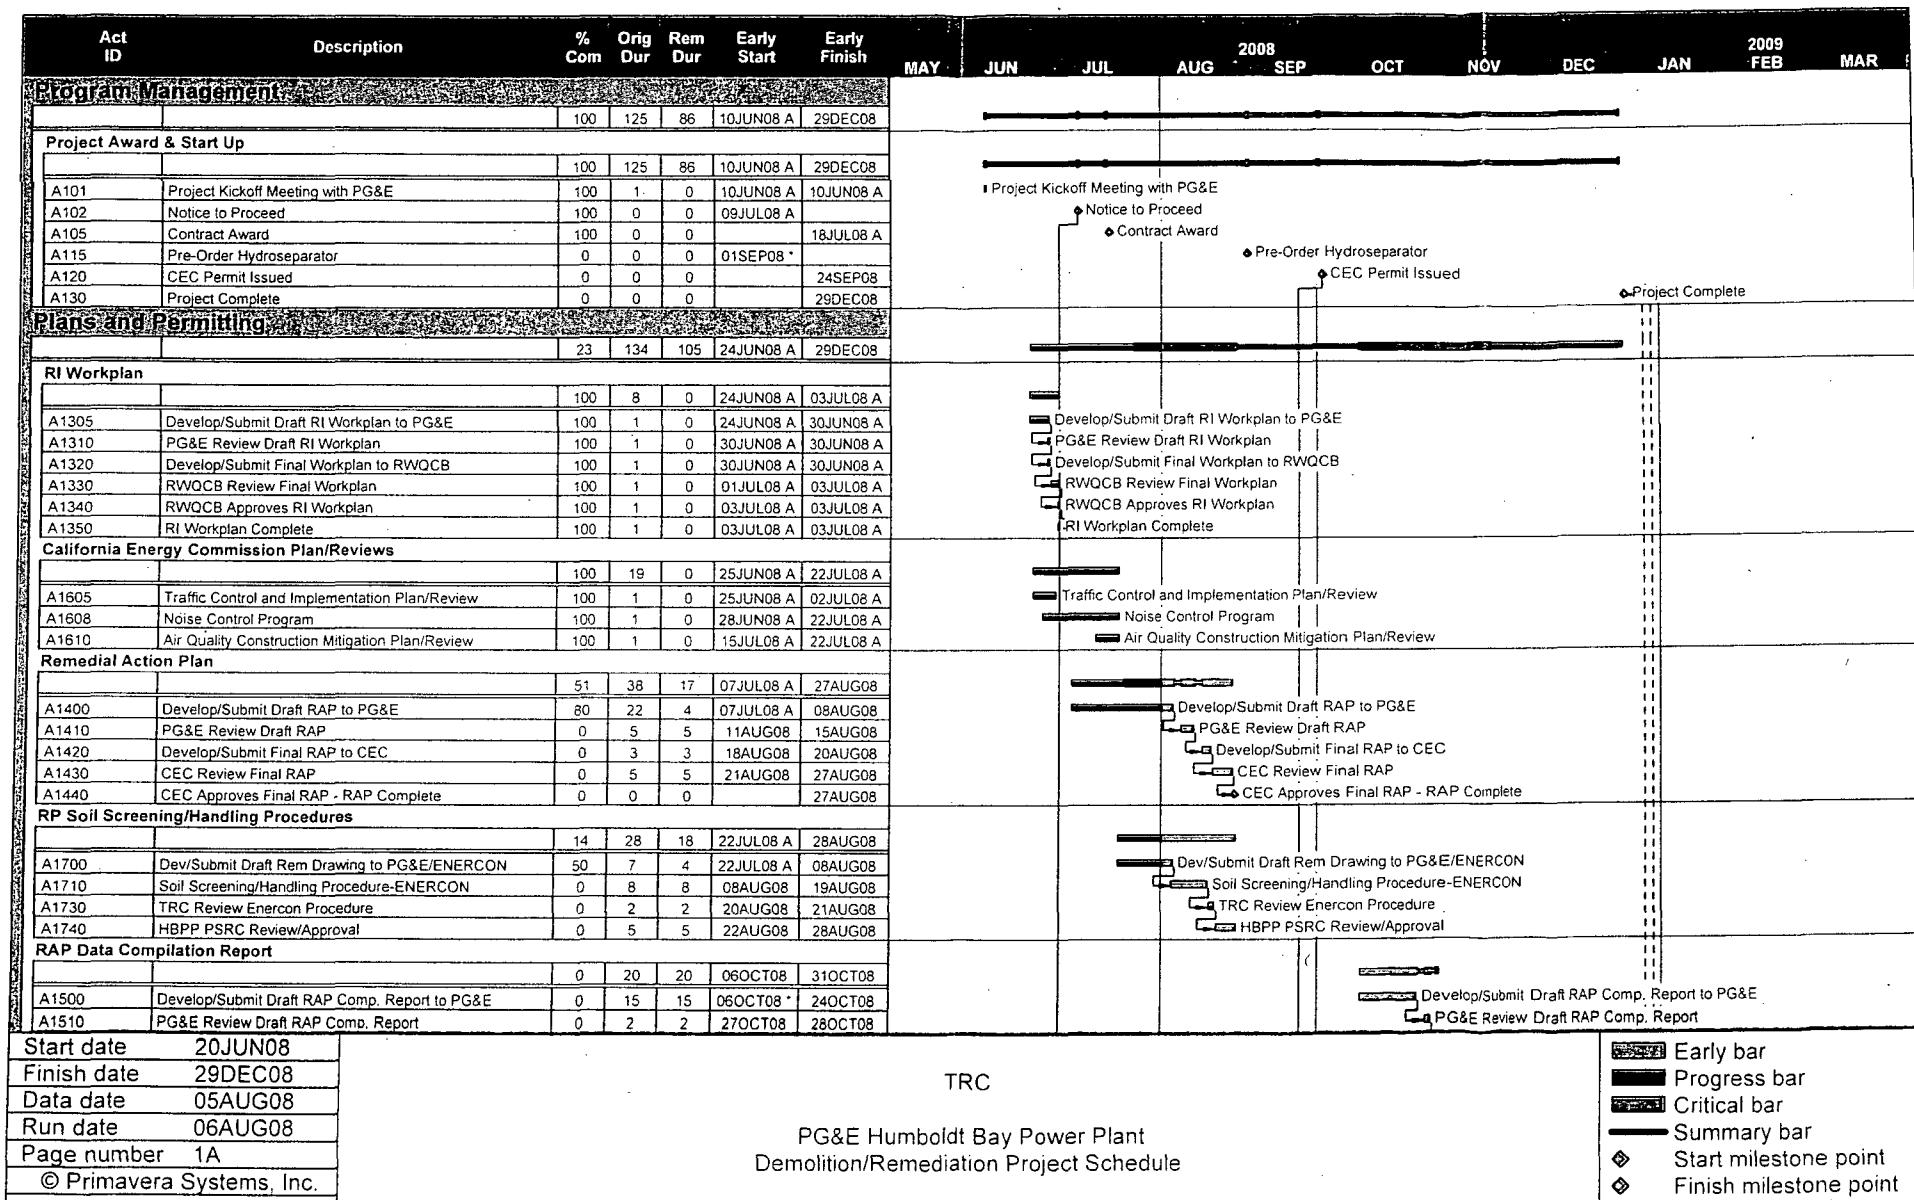 Act ID Description % Com Orig Dur Rem Dur Early Start Early Finish
2008 2009
MAY JUN JUL AUG SEP OCT NOV DEC JAN FEB MAR
Program Management
100 125 86 10JUN08 A 29DEC08
Project Award & Start Up
100 125 86 10JUN08 A 29DEC08
A101 Project Kickoff Meeting with PG&E 100 1 0 10JUN08 A 10JUN08 A Project Kickoff Meeting with PG&E
A102 Notice to Proceed 100 0 0 09JUL08 A Notice to Proceed
A105 Contract Award 100 0 0 18JUL08 A Contract Award
A115 Pre-Order Hydroseparator 0 0 0 01SEP08 * Pre-Order Hydroseparator
A120 CEC Permit Issued 0 0 0 24SEP08 CEC Permit Issued
A130 Project Complete 0 0 0 29DEC08 Project Complete
Plans and Permitting
23 134 105 24JUN08 A 29DEC08
RI Workplan
100 8 0 24JUN08 A 03JUL08 A
A1305 Develop/Submit Draft RI Workplan to PG&E 100 1 0 24JUN08 A 30JUN08 A Develop/Submit Draft RI Workplan to PG&E
A1310 PG&E Review Draft RI Workplan 100 1 0 30JUN08 A 30JUN08 A PG&E Review Draft RI Workplan
A1320 Develop/Submit Final Workplan to RWQCB 100 1 0 30JUN08 A 30JUN08 A Develop/Submit Final Workplan to RWQCB
A1330 RWQCB Review Final Workplan 100 1 0 01JUL08 A 03JUL08 A RWQCB Review Final Workplan
A1340 RWQCB Approves RI Workplan 100 1 0 03JUL08 A 03JUL08 A RWQCB Approves RI Workplan
A1350 RI Workplan Complete 100 1 0 03JUL08 A 03JUL08 A RI Workplan Complete
California Energy Commission Plan/Reviews
100 19 0 25JUN08 A 22JUL08 A
A1605 Traffic Control and Implementation Plan/Review 100 1 0 25JUN08 A 02JUL08 A Traffic Control and Implementation Plan/Review
A1608 Noise Control Program 100 1 0 28JUN08 A 22JUL08 A Noise Control Program
A1610 Air Quality Construction Mitigation Plan/Review 100 1 0 15JUL08 A 22JUL08 A Air Quality Construction Mitigation Plan/Review
Remedial Action Plan
51 38 17 07JUL08 A 27AUG08
A1400 Develop/Submit Draft RAP to PG&E 80 22 4 07JUL08 A 08AUG08 Develop/Submit Draft RAP to PG&E
A1410 PG&E Review Draft RAP 0 5 5 11AUG08 15AUG08 PG&E Review Draft RAP
A1420 Develop/Submit Final RAP to CEC 0 3 3 18AUG08 20AUG08 Develop/Submit Final RAP to CEC
A1430 CEC Review Final RAP 0 5 5 21AUG08 27AUG08 CEC Review Final RAP
A1440 CEC Approves Final RAP - RAP Complete 0 0 0 27AUG08 CEC Approves Final RAP - RAP Complete
RP Soil Screening/Handling Procedures
14 28 18 22JUL08 A 28AUG08
A1700 Dev/Submit Draft Rem Drawing to PG&E/ENERCON 50 7 4 22JUL08 A 08AUG08 Dev/Submit Draft Rem Drawing to PG&E/ENERCON
A1710 Soil Screening/Handling Procedure-ENERCON 0 8 8 08AUG08 19AUG08 Soil Screening/Handling Procedure-ENERCON
A1730 TRC Review Enercon Procedure 0 2 2 20AUG08 21AUG08 TRC Review Enercon Procedure
A1740 HBPP PSRC Review/Approval 0 5 5 22AUG08 28AUG08 HBPP PSRC Review/Approval
RAP Data Compilation Report
0 20 20 06OCT08 31OCT08
A1500 Develop/Submit Draft RAP Comp. Report to PG&E 0 15 15 06OCT08 * 24OCT08 Develop/Submit Draft RAP Comp. Report to PG&E
A1510 PG&E Review Draft RAP Comp. Report 0 2 2 27OCT08 28OCT08 PG&E Review Draft RAP Comp. Report
Start date 20JUN08
Finish date 29DEC08
Data date 05AUG08
Run date 06AUG08
Page number 1A
© Primavera Systems, Inc.
TRC
PG&E Humboldt Bay Power Plant
Demolition/Remediation Project Schedule
Early bar
Progress bar
Critical bar
Summary bar
Start milestone point
Finish milestone point